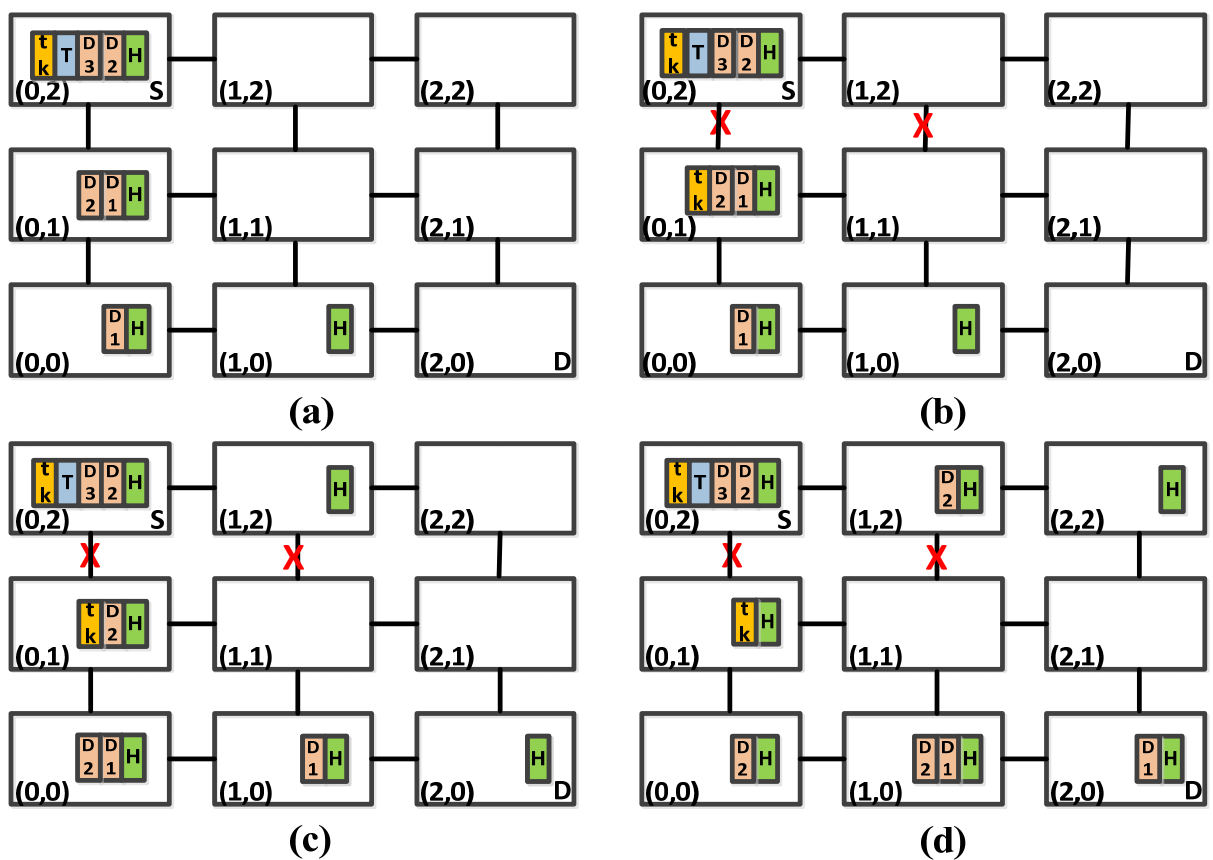 t D D
T H
k 3 2
(0,2) S (1,2) (2,2)
D D
H
2 1
(0,1) (1,1) (2,1)
D
H H
1
(0,0) (1,0) (2,0) D
(a)
t D D
T H
k 3 2
(0,2) S (1,2) (2,2)
X X
t D D
H
k 2 1
(0,1) (1,1) (2,1)
D
H H
1
(0,0) (1,0) (2,0) D
(b)
t D D
T H H
k 3 2
(0,2) S (1,2) (2,2)
X X
t D
H
k 2
(0,1) (1,1) (2,1)
D D D
H H H
2 1 1
(0,0) (1,0) (2,0) D
(c)
t D D D
T H H H
k 3 2 2
(0,2) S (1,2) (2,2)
X X
t
H
k
(0,1) (1,1) (2,1)
D D D D
H H H
2 2 1 1
(0,0) (1,0) (2,0) D
(d)